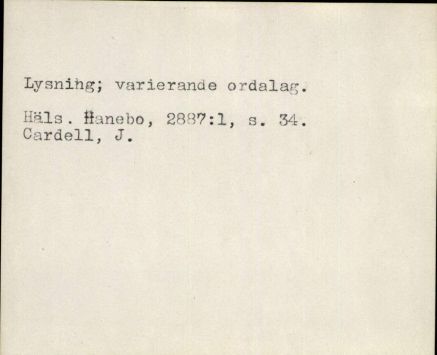 Lysning; varierande ordalag.
Häls. Hanebo, 2887:1, s. 34.
Cardell, J.